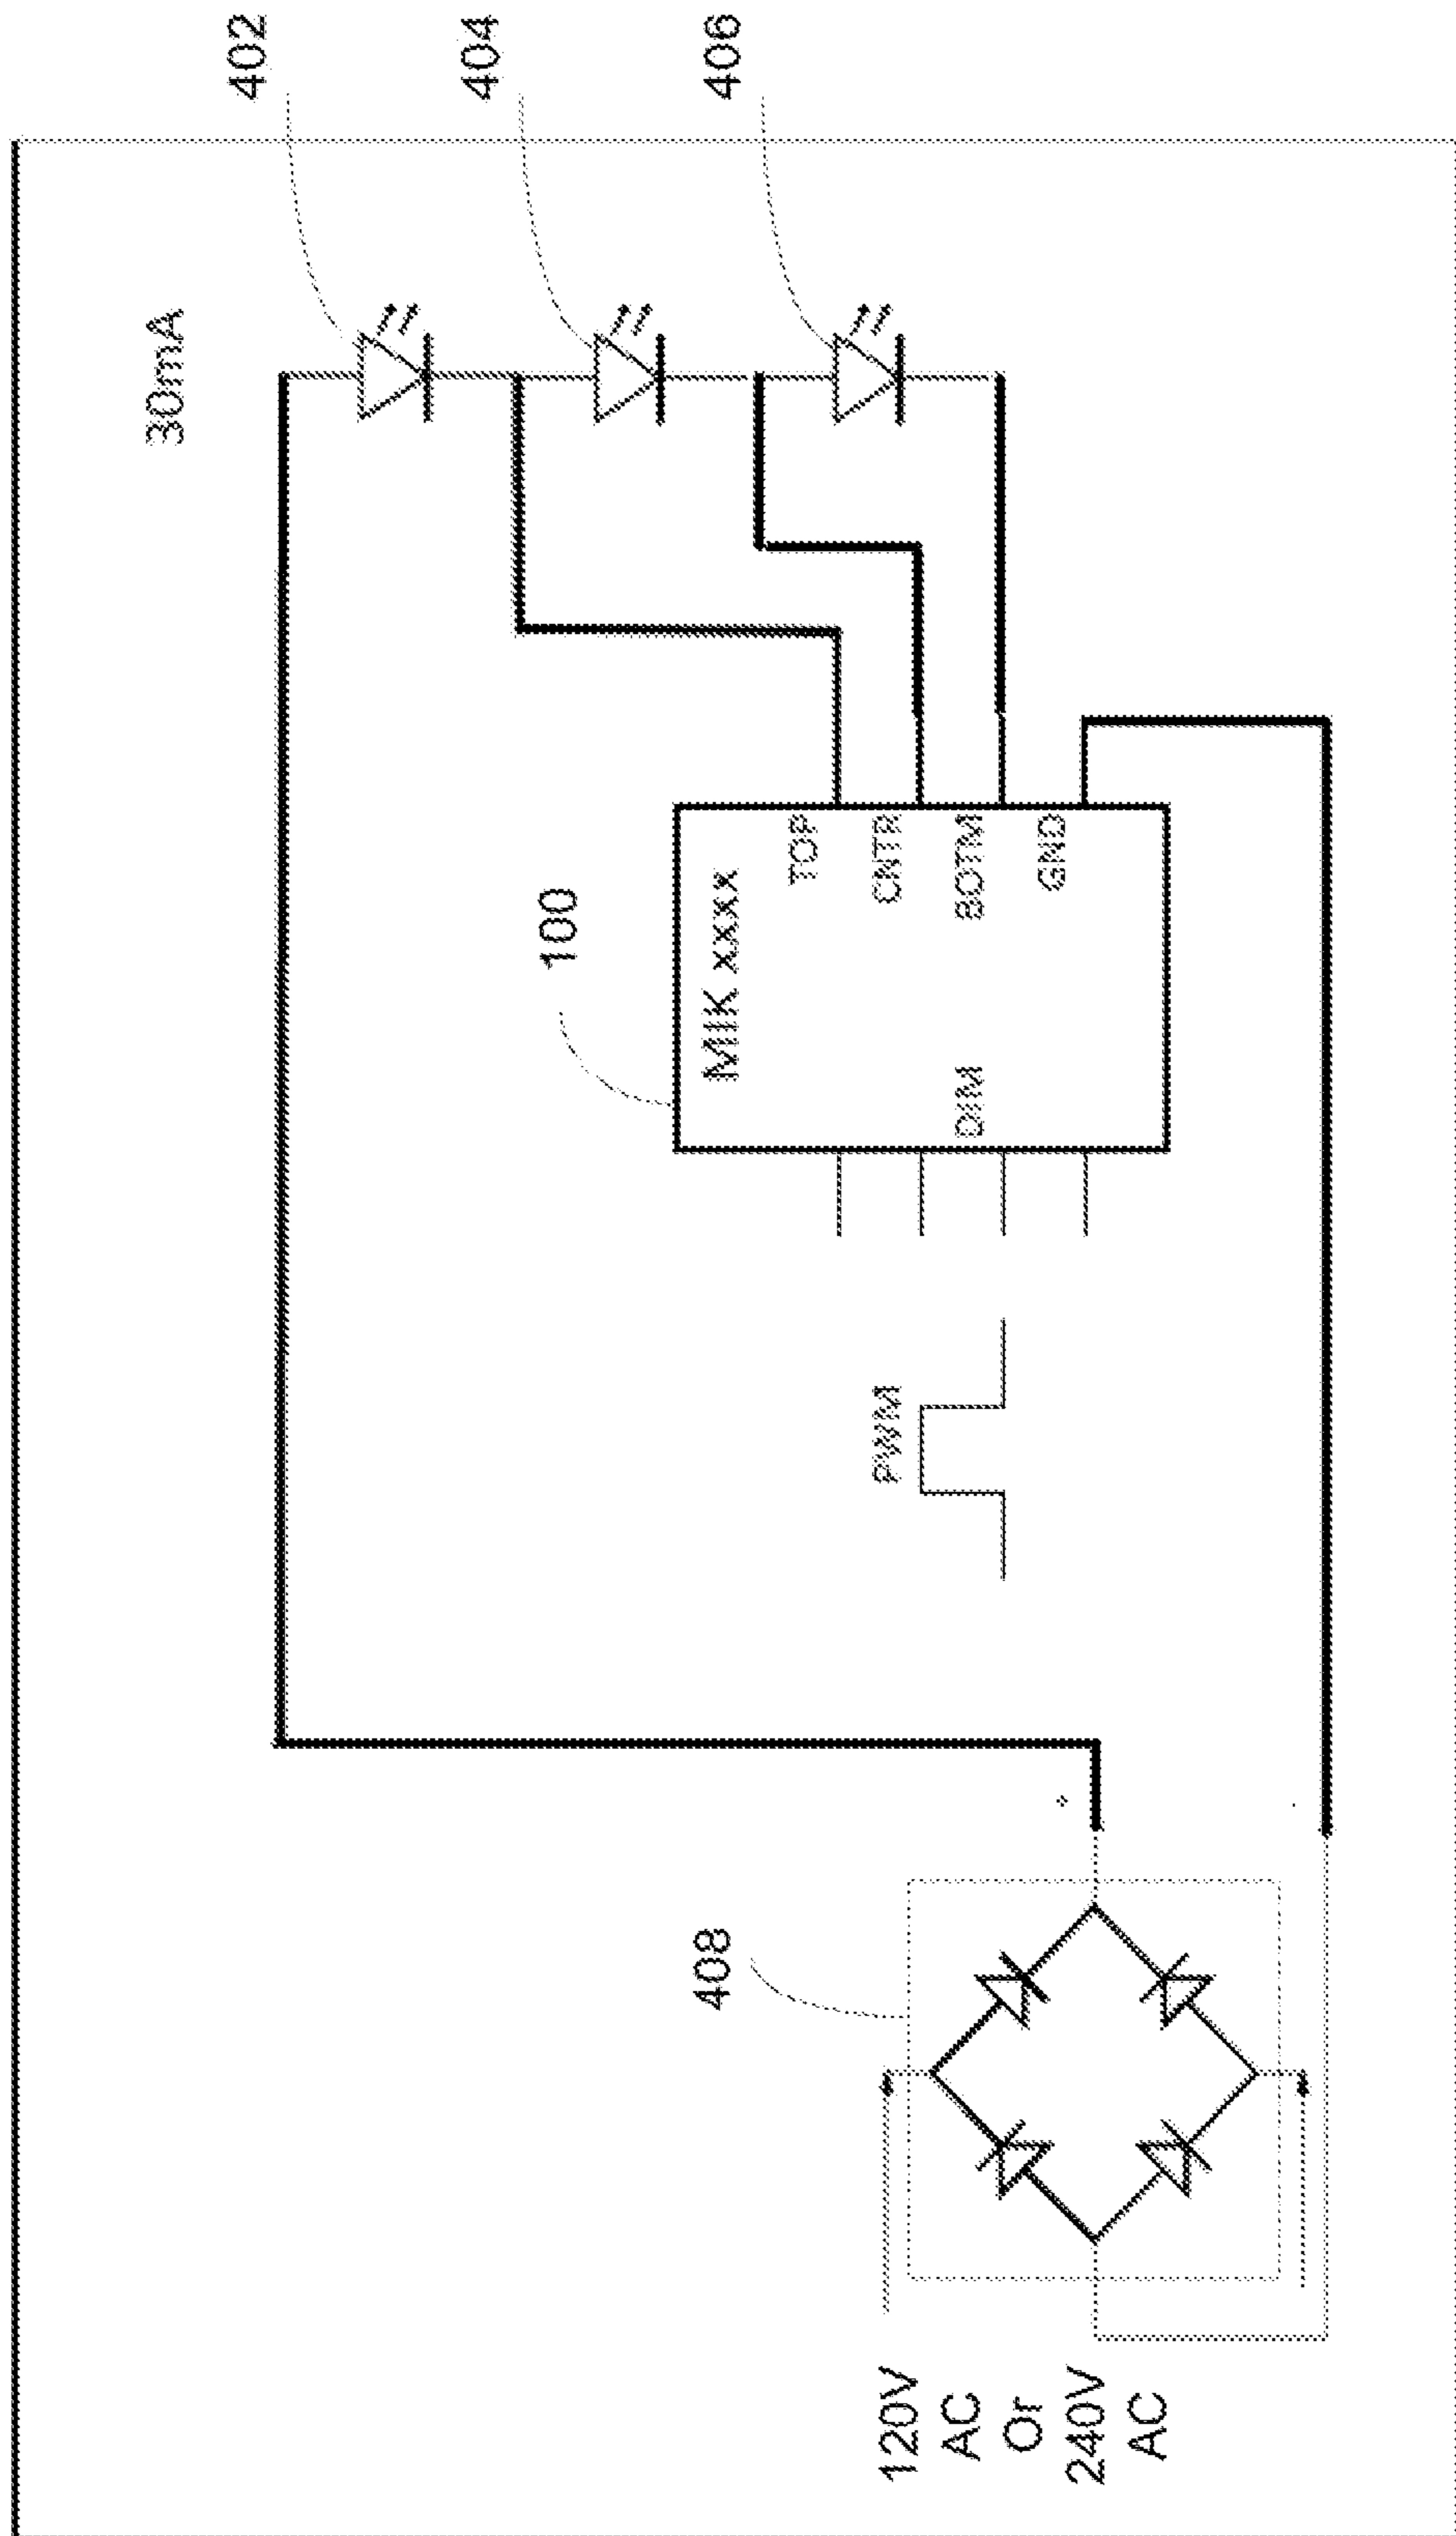 30mA
402
404
406
100
MIK xxxx
TOP
CNTR
BOTM
GND
DIM
PWM
408
120V
AC
Or
240V
AC